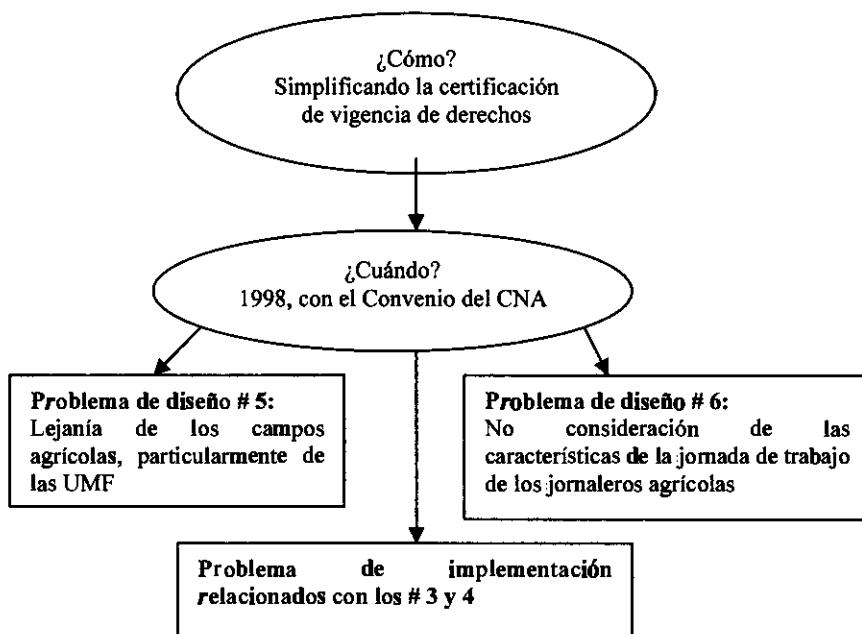 ¿Cómo?
Simplificando la certificación
de vigencia de derechos
¿Cuándo?
1998, con el Convenio del CNA
Problema de diseño # 5:
Lejanía de los campos
agrícolas, particularmente de
las UMF
Problema de diseño # 6:
No consideración de las
características de la jornada de trabajo
de los jornaleros agrícolas
Problema de implementación
relacionados con los # 3 y 4